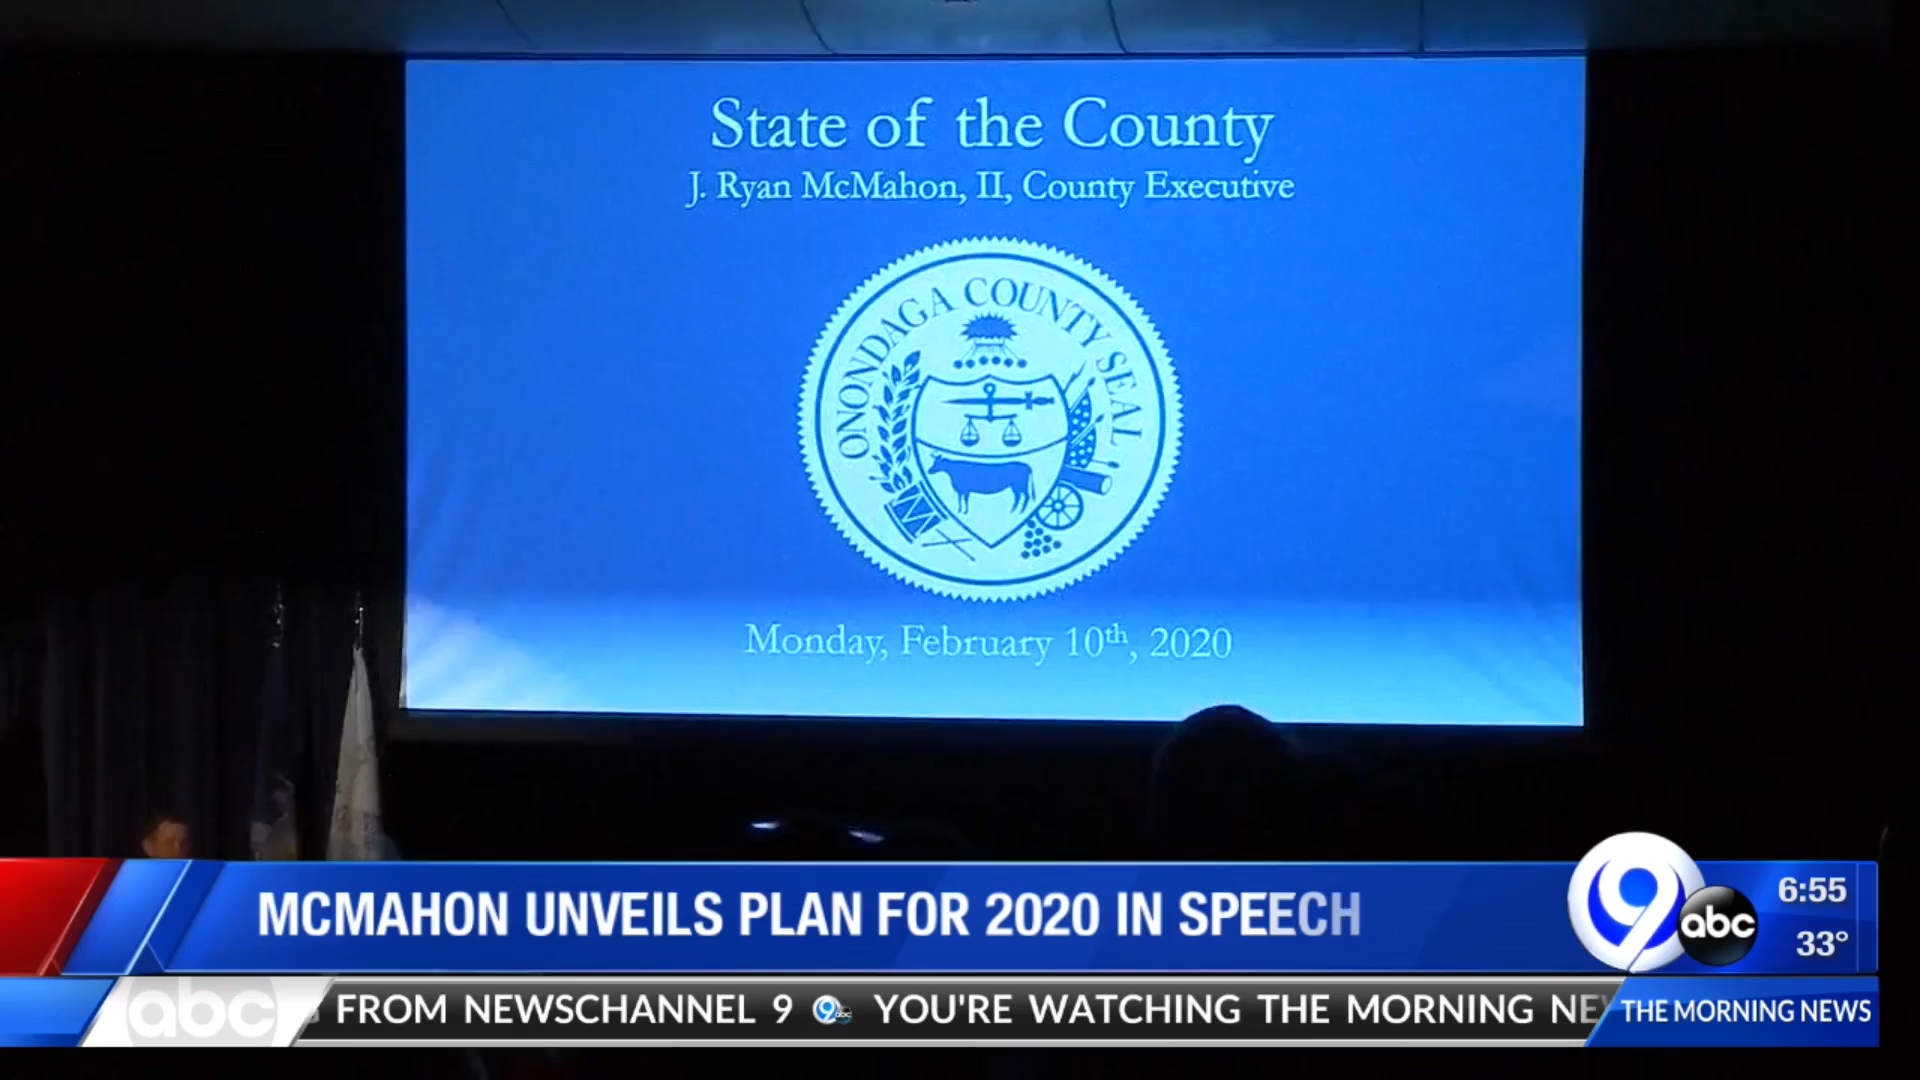 State of the County
J. Ryan McMahon, II, County Executive
ONONDAGA COUNTY SEAL
Monday, February 10th, 2020
MCMAHON UNVEILS PLAN FOR 2020 IN SPEECH
9 abc
6:55
33°
abc
FROM NEWSCHANNEL 9 9 abc YOU'RE WATCHING THE MORNING NE
THE MORNING NEWS